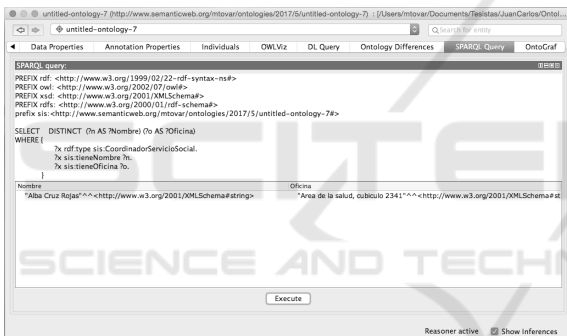 untitled-ontology-7 (http://www.semanticweb.org/mtovar/ontologies/2017/5/untitled-ontology-7) : [/Users/mtovar/Documents/Tesistas/JuanCarlos/Ontol...
untitled-ontology-7
Search for entity
Data Properties Annotation Properties Individuals OWLViz DL Query Ontology Differences SPARQL Query OntoGraf
SPARQL query:
PREFIX rdf: <http://www.w3.org/1999/02/22-rdf-syntax-ns#>
PREFIX owl: <http://www.w3.org/2002/07/owl#>
PREFIX xsd: <http://www.w3.org/2001/XMLSchema#>
PREFIX rdfs: <http://www.w3.org/2000/01/rdf-schema#>
prefix sis:<http://www.semanticweb.org/mtovar/ontologies/2017/5/untitled-ontology-7#>
SELECT DISTINCT (?n AS ?Nombre) (?o AS ?Oficina)
WHERE {
?x rdf:type sis:CoordinadorServicioSocial.
?x sis:tieneNombre ?n.
?x sis:tieneOficina ?o.
}
Nombre Oficina
"Alba Cruz Rojas"^^<http://www.w3.org/2001/XMLSchema#string> "Area de la salud, cubiculo 2341"^^<http://www.w3.org/2001/XMLSchema#st
SCIENCE AND TECH
Execute
Reasoner active Show Inferences